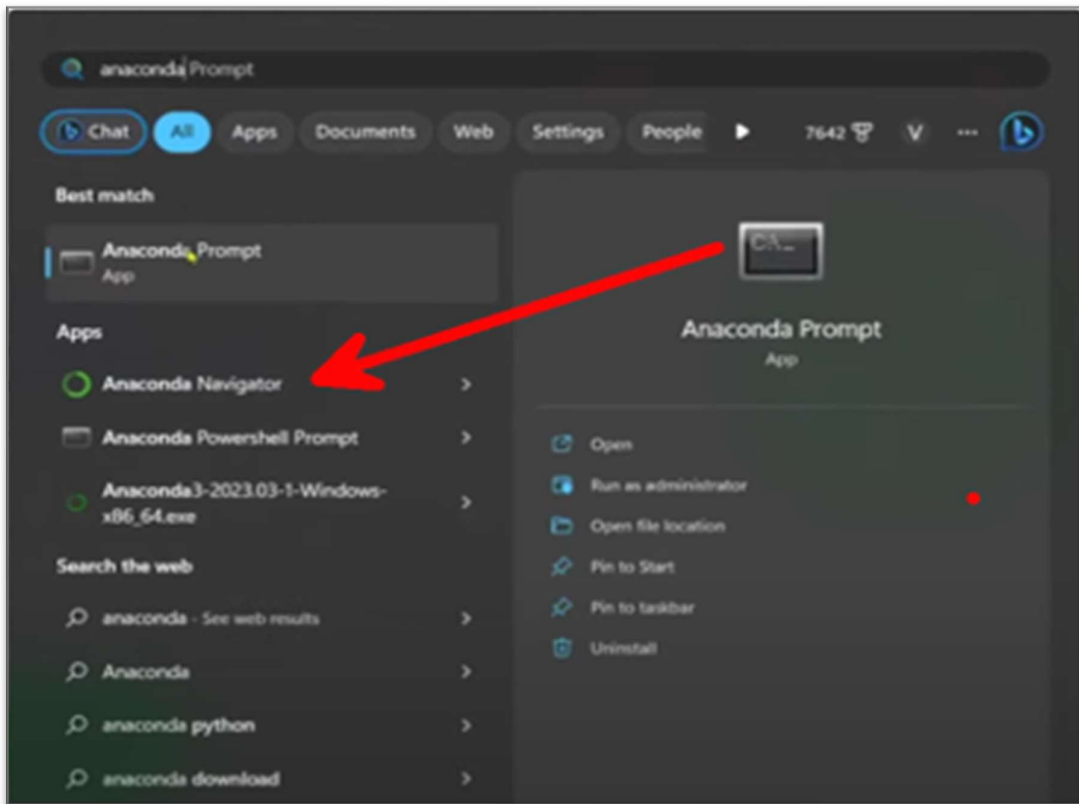 anaconda Prompt
Chat All Apps Documents Web Settings People 7642 V
Best match
Anaconda Prompt
App
Apps
Anaconda Navigator
Anaconda Powershell Prompt
Anaconda3-2023.03-1-Windows-
x86_64.exe
Search the web
anaconda - See web results
Anaconda
anaconda python
anaconda download
C:\_
Anaconda Prompt
App
Open
Run as administrator
Open file location
Pin to Start
Pin to taskbar
Uninstall